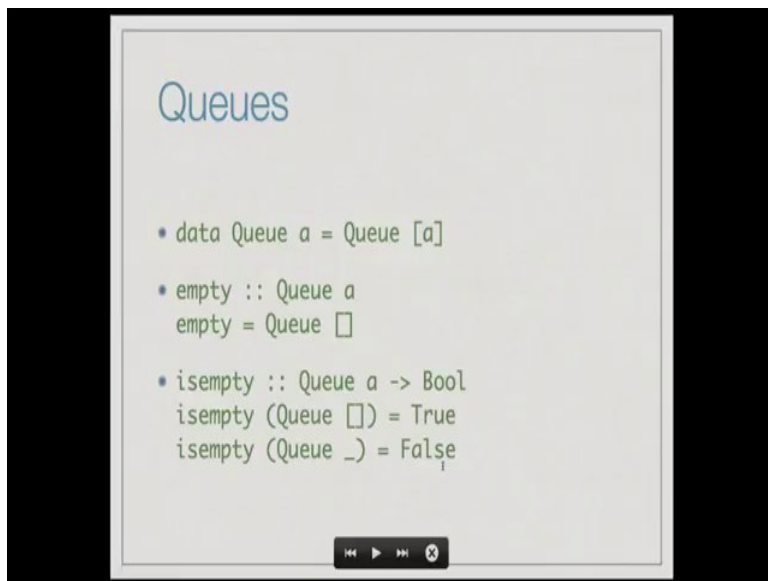 Queues
• data Queue a = Queue [a]
• empty :: Queue a
empty = Queue []
• isempty :: Queue a -> Bool
isempty (Queue []) = True
isempty (Queue _) = False